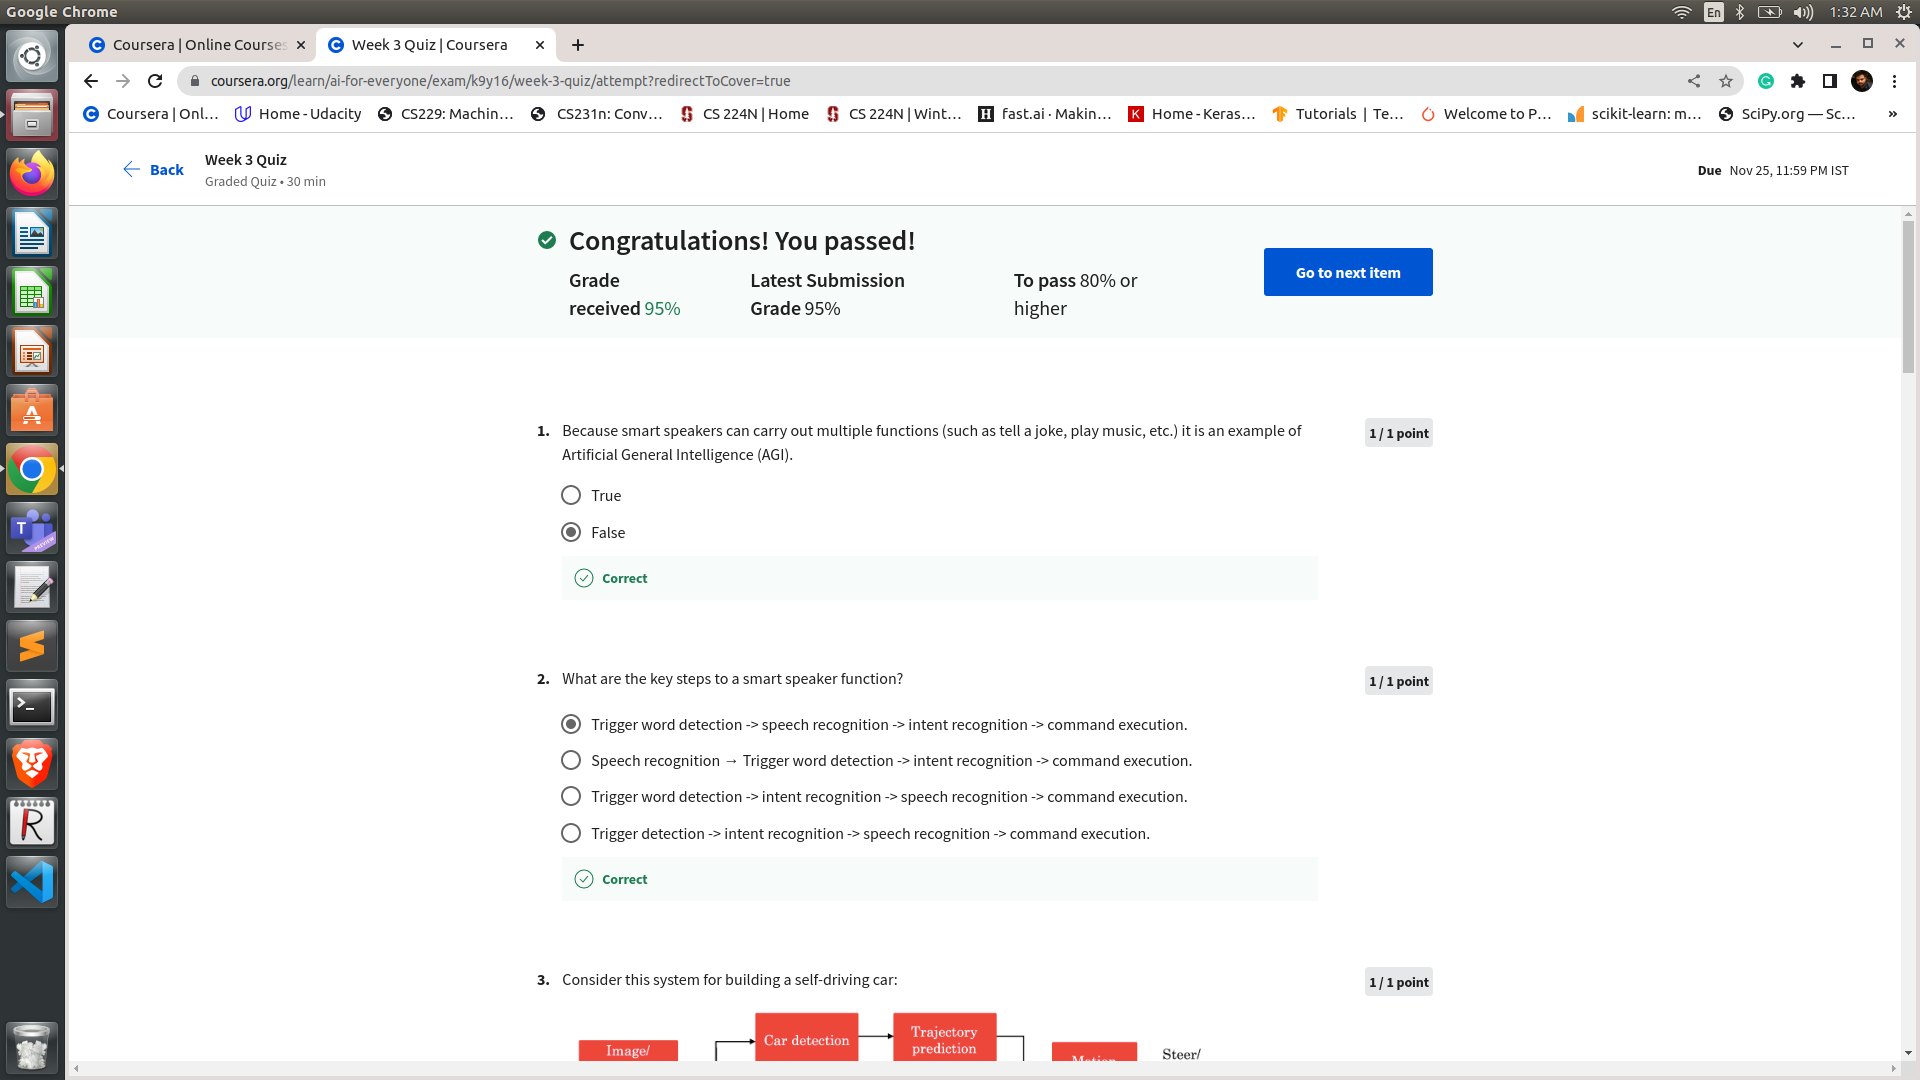 Google Chrome
En
1:32 AM
Coursera | Online Courses
Week 3 Quiz | Coursera
coursera.org/learn/ai-for-everyone/exam/k9y16/week-3-quiz/attempt?redirectToCover=true
Coursera | Onl...
Home - Udacity
CS229: Machin...
CS231n: Conv...
CS 224N | Home
CS 224N | Wint...
fast.ai · Makin...
Home - Keras...
Tutorials | Te...
Welcome to P...
scikit-learn: m...
SciPy.org — Sc...
»
Back
Week 3 Quiz
Graded Quiz • 30 min
Due Nov 25, 11:59 PM IST
Congratulations! You passed!
Grade
received 95%
Latest Submission
Grade 95%
To pass 80% or
higher
Go to next item
1. Because smart speakers can carry out multiple functions (such as tell a joke, play music, etc.) it is an example of
Artificial General Intelligence (AGI).
1 / 1 point
True
False
Correct
2. What are the key steps to a smart speaker function?
1 / 1 point
Trigger word detection -> speech recognition -> intent recognition -> command execution.
Speech recognition → Trigger word detection -> intent recognition -> command execution.
Trigger word detection -> intent recognition -> speech recognition -> command execution.
Trigger detection -> intent recognition -> speech recognition -> command execution.
Correct
3. Consider this system for building a self-driving car:
1 / 1 point
Image/
Car detection
Trajectory
prediction
Motion
Steer/